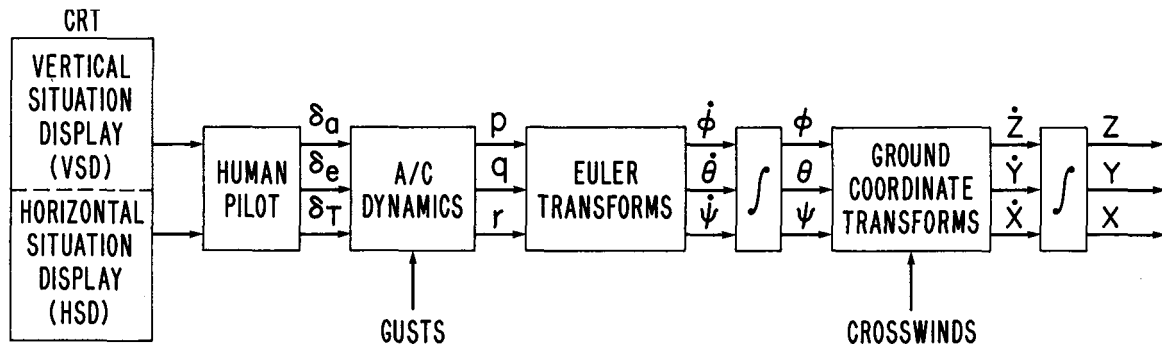 CRT
VERTICAL
SITUATION
DISPLAY
(VSD)
HORIZONTAL
SITUATION
DISPLAY
(HSD)
HUMAN
PILOT
δa
δe
δT
A/C
DYNAMICS
GUSTS
p
q
r
EULER
TRANSFORMS
ϕ̇
θ̇
ψ̇
∫
ϕ
θ
ψ
GROUND
COORDINATE
TRANSFORMS
CROSSWINDS
Ż
Ẏ
Ẋ
∫
Z
Y
X